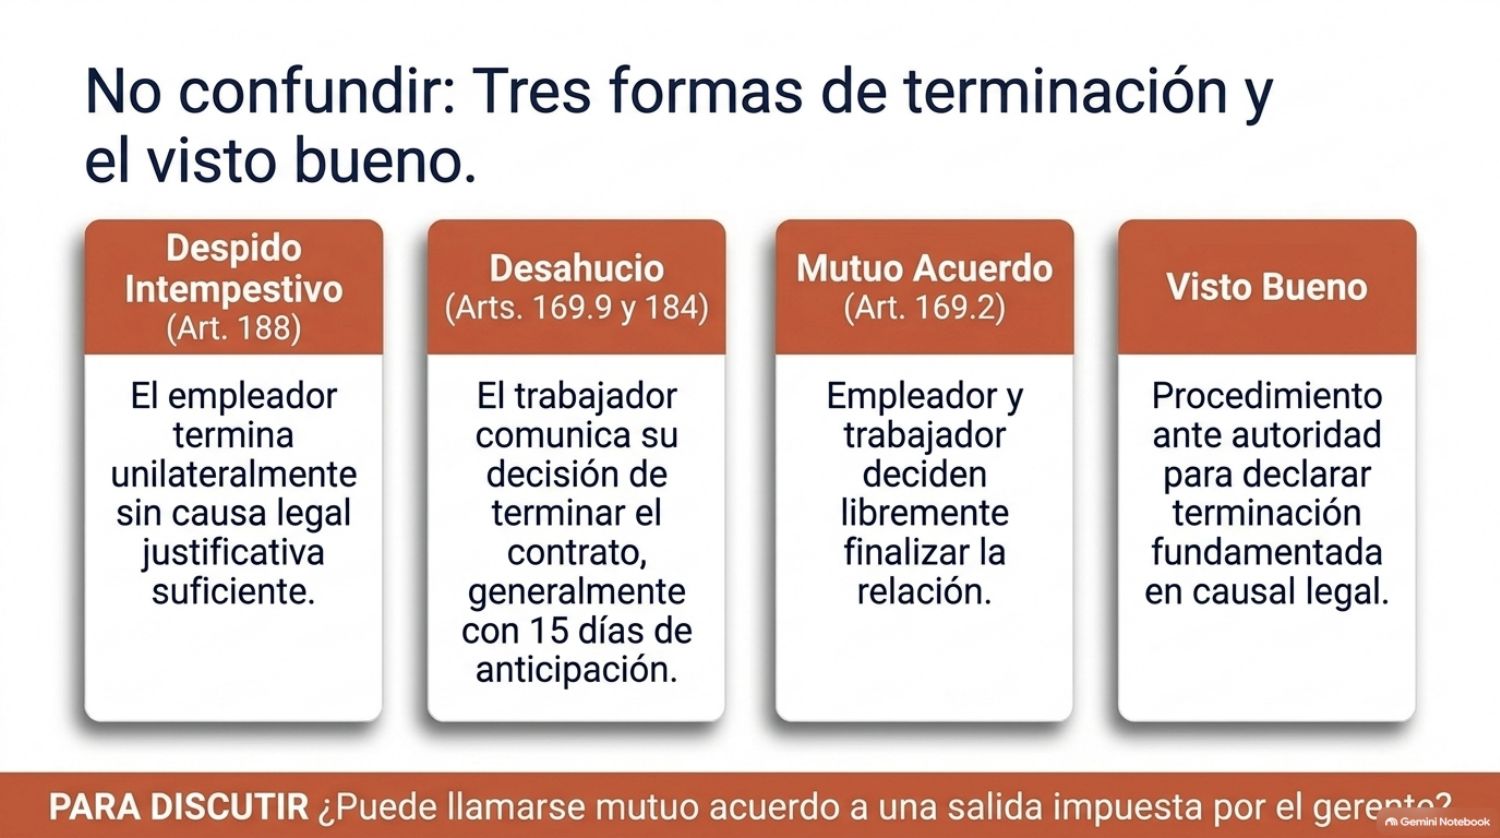 No confundir: Tres formas de terminación y
el visto bueno.
Despido
Intempestivo
(Art. 188)
El empleador
termina
unilateralmente
sin causa legal
justificativa
suficiente.
Desahucio
(Arts. 169.9 y 184)
El trabajador
comunica su
decisión de
terminar el
contrato,
generalmente
con 15 días de
anticipación.
Mutuo Acuerdo
(Art. 169.2)
Empleador y
trabajador
deciden
libremente
finalizar la
relación.
Visto Bueno
Procedimiento
ante autoridad
para declarar
terminación
fundamentada
en causal legal.
PARA DISCUTIR ¿Puede llamarse mutuo acuerdo a una salida impuesta por el gerente?
Gemini Notebook